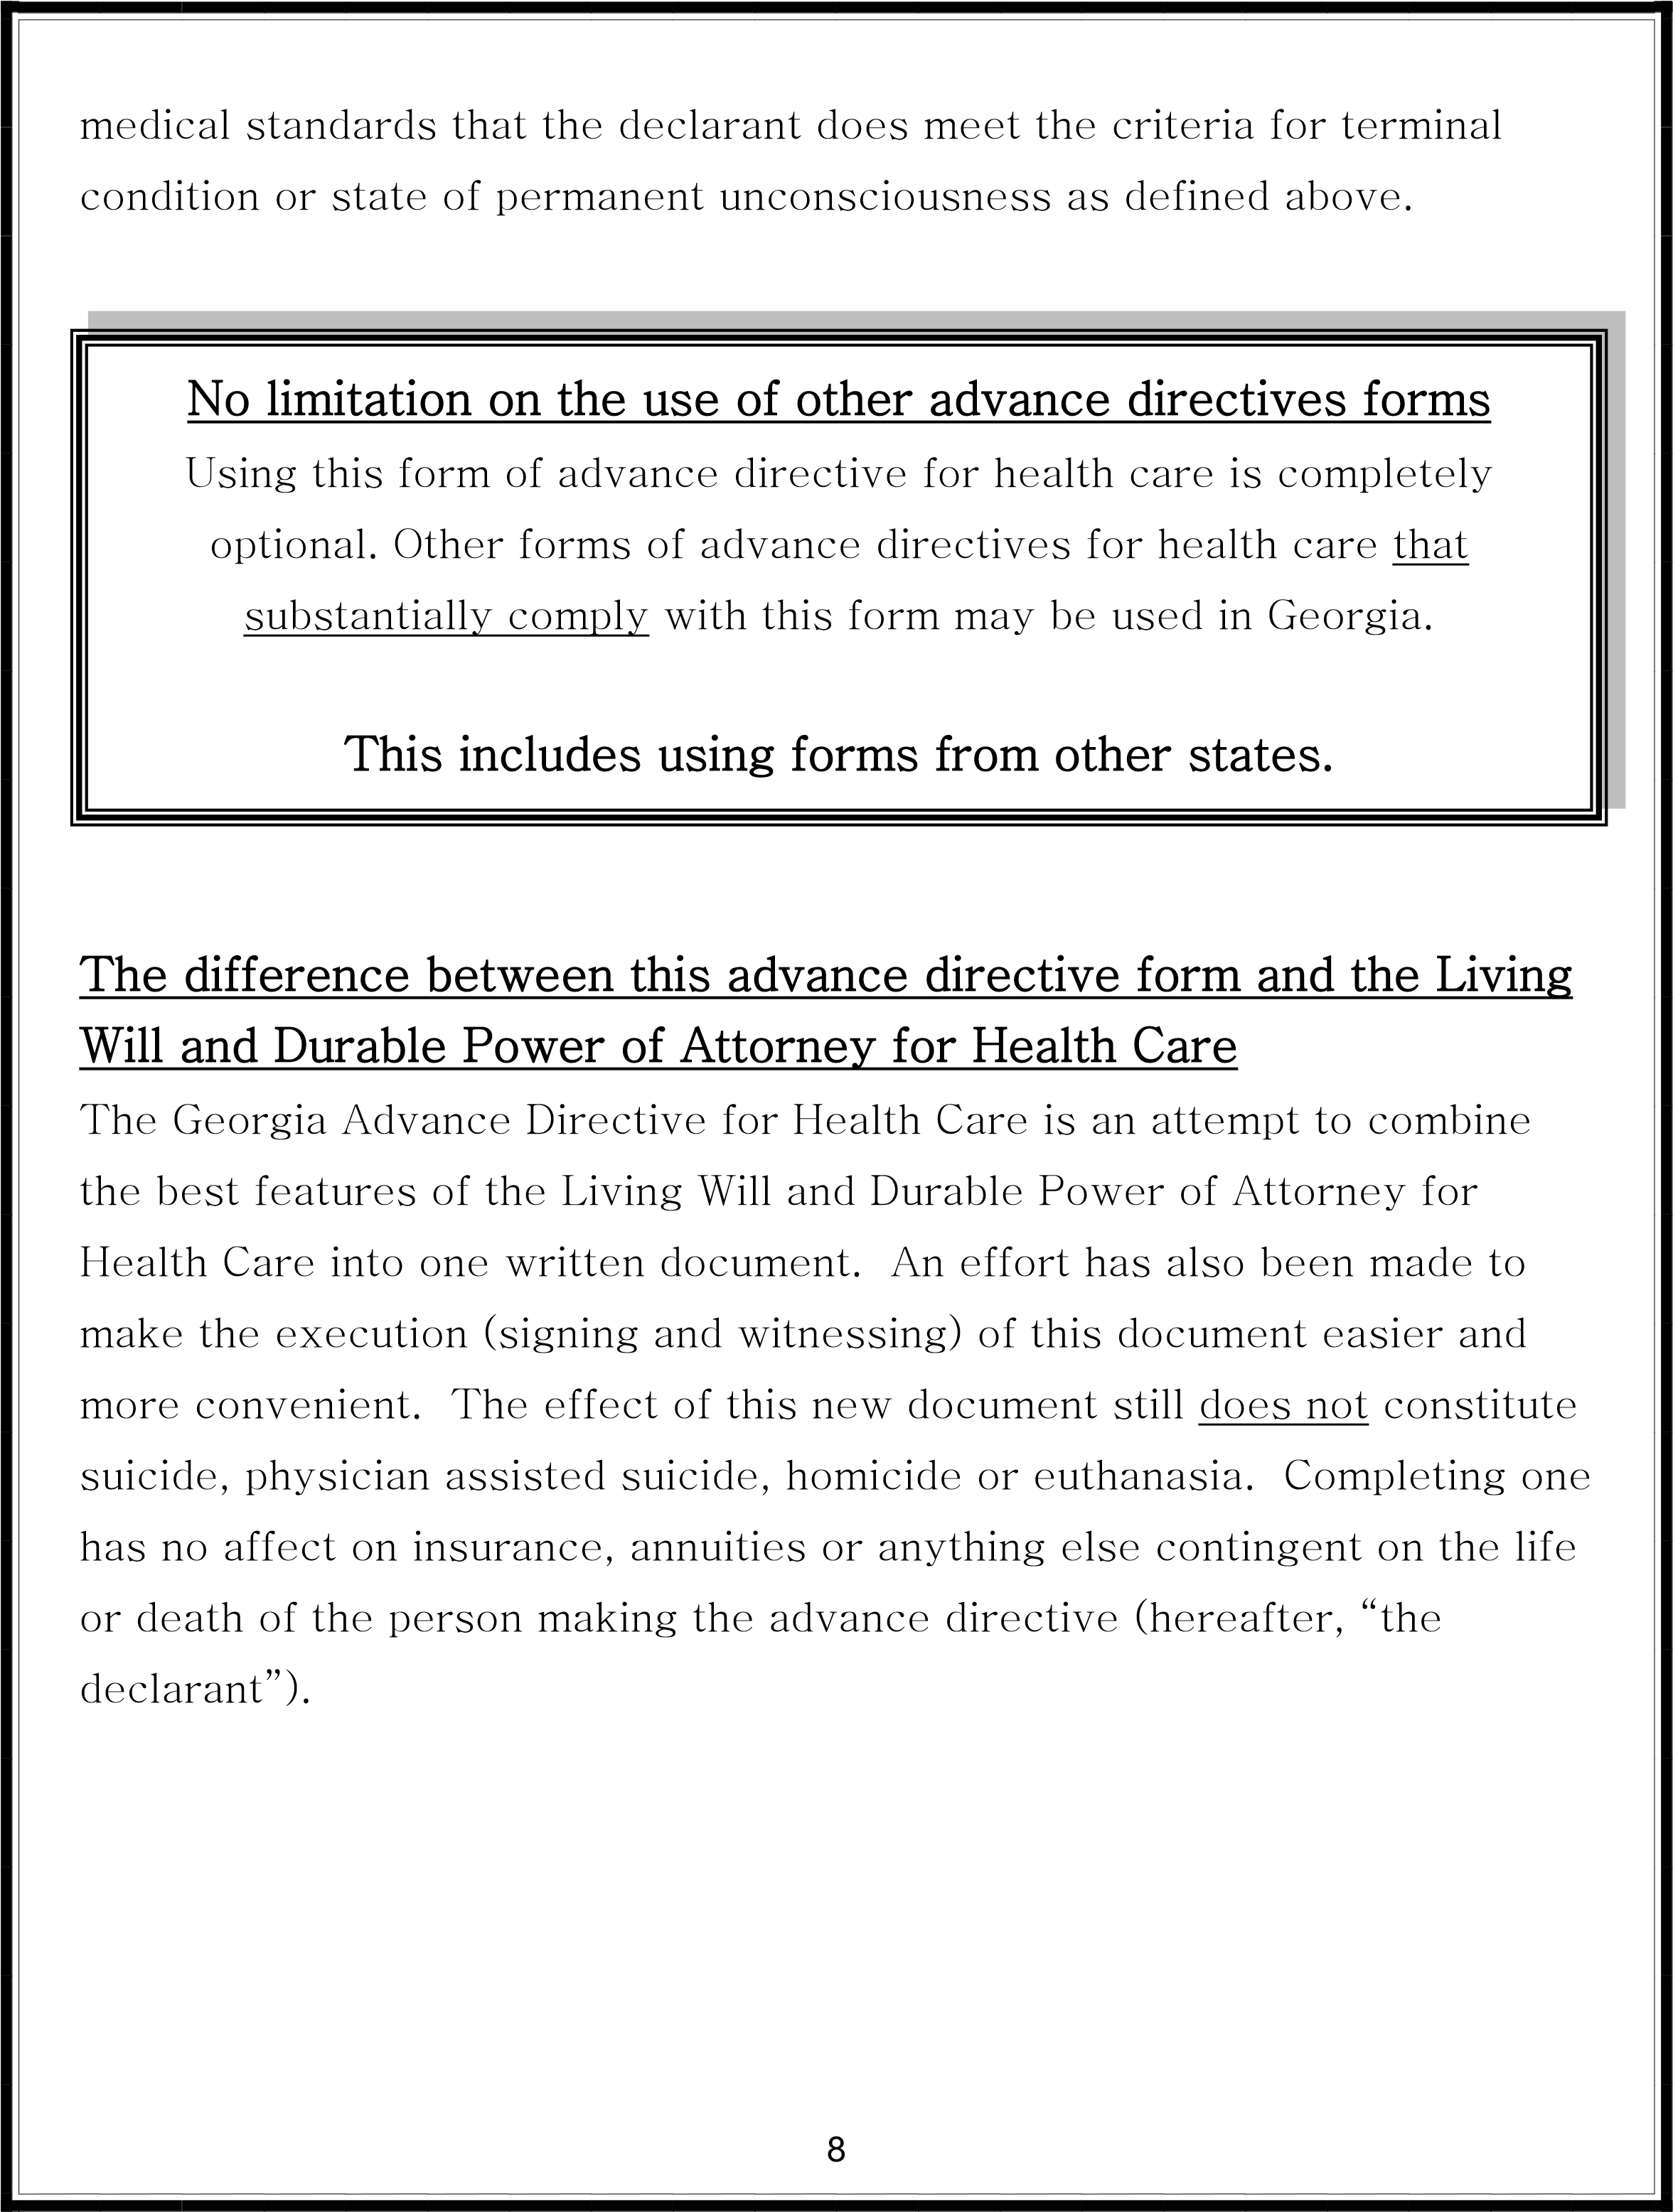 medical standards that the declarant does meet the criteria for terminal
condition or state of permanent unconsciousness as defined above.
No limitation on the use of other advance directives forms
Using this form of advance directive for health care is completely
optional. Other forms of advance directives for health care that
substantially comply with this form may be used in Georgia.
This includes using forms from other states.
The difference between this advance directive form and the Living
Will and Durable Power of Attorney for Health Care
The Georgia Advance Directive for Health Care is an attempt to combine
the best features of the Living Will and Durable Power of Attorney for
Health Care into one written document.  An effort has also been made to
make the execution (signing and witnessing) of this document easier and
more convenient.  The effect of this new document still does not constitute
suicide, physician assisted suicide, homicide or euthanasia.  Completing one
has no affect on insurance, annuities or anything else contingent on the life
or death of the person making the advance directive (hereafter, “the
declarant”).
8